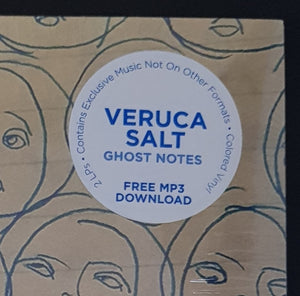 2 LPs • Contains Exclusive Music Not On Other Formats • Colored Vinyl
VERUCA
SALT
GHOST NOTES
FREE MP3
DOWNLOAD